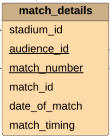 match_details
stadium_id
audience_id
match_number
match_id
date_of_match
match_timing